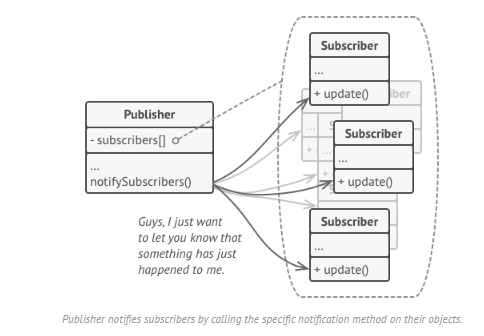 Subscriber
...
+ update()
Publisher
- subscribers[]
...
notifySubscribers()
Subscriber
...
+ update()
Guys, I just want
to let you know that
something has just
happened to me.
Subscriber
...
+ update()
Publisher notifies subscribers by calling the specific notification method on their objects.